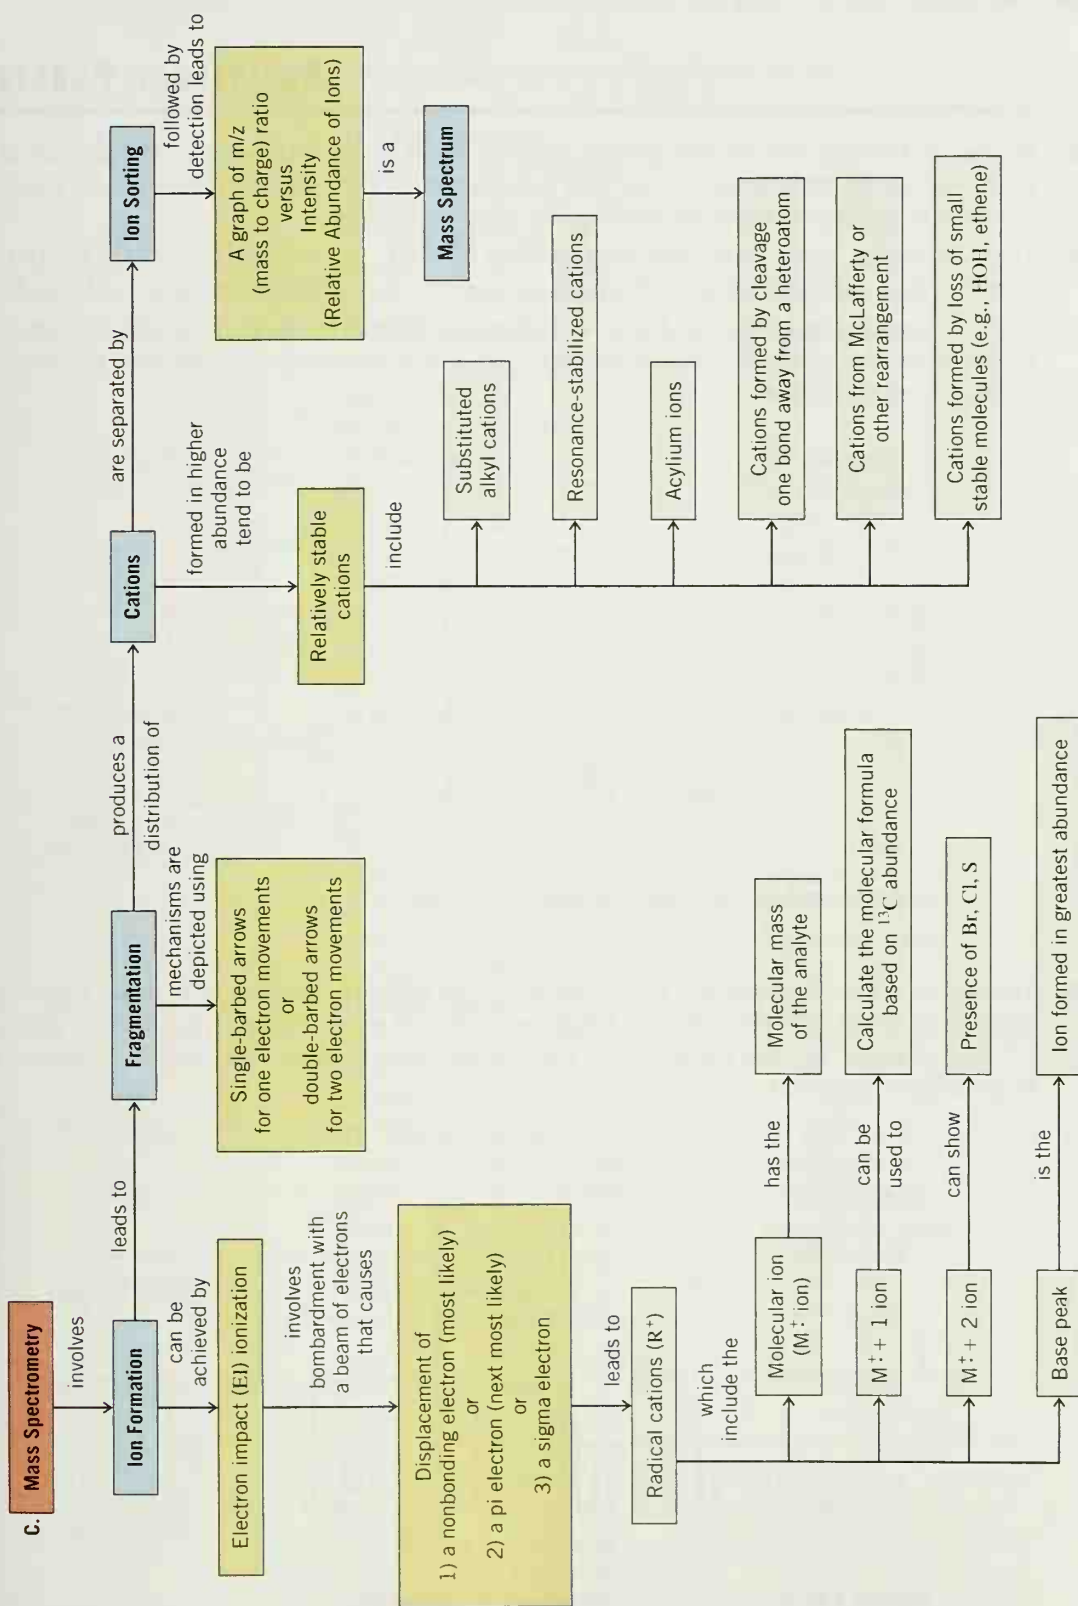 C.
Mass Spectrometry
involves
Ion Formation
leads to
Fragmentation
produces a
distribution of
Cations
are separated by
Ion Sorting
can be
achieved by
Electron impact (EI) ionization
involves
bombardment with
a beam of electrons
that causes
Displacement of
1) a nonbonding electron (most likely)
or
2) a pi electron (next most likely)
or
3) a sigma electron
leads to
Radical cations (R⁺)
which
include the
Molecular ion
(M⁺· ion)
has the
Molecular mass
of the analyte
M⁺· + 1 ion
can be
used to
Calculate the molecular formula
based on ¹³C abundance
M⁺· + 2 ion
can show
Presence of Br, Cl, S
Base peak
is the
Ion formed in greatest abundance
mechanisms are
depicted using
Single-barbed arrows
for one electron movements
or
double-barbed arrows
for two electron movements
formed in higher
abundance
tend to be
Relatively stable
cations
include
Substituted
alkyl cations
Resonance-stabilized cations
Acylium ions
Cations formed by cleavage
one bond away from a heteroatom
Cations from McLafferty or
other rearrangement
Cations formed by loss of small
stable molecules (e.g., HOH, ethene)
followed by
detection leads to
A graph of m/z
(mass to charge) ratio
versus
Intensity
(Relative Abundance of Ions)
is a
Mass Spectrum